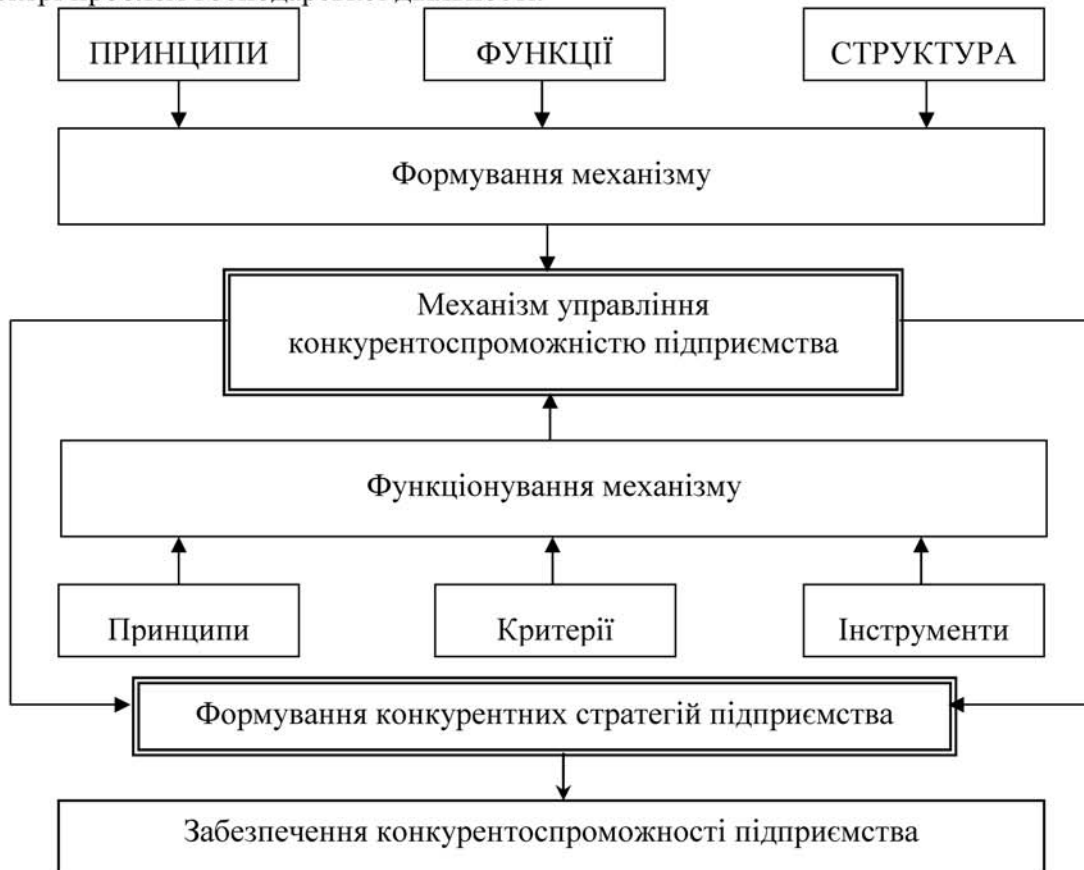 ПРИНЦИПИ ФУНКЦІЇ СТРУКТУРА
Формування механізму
Механізм управління
конкурентоспроможністю підприємства
Функціонування механізму
Принципи Критерії Інструменти
Формування конкурентних стратегій підприємства
Забезпечення конкурентоспроможності підприємства